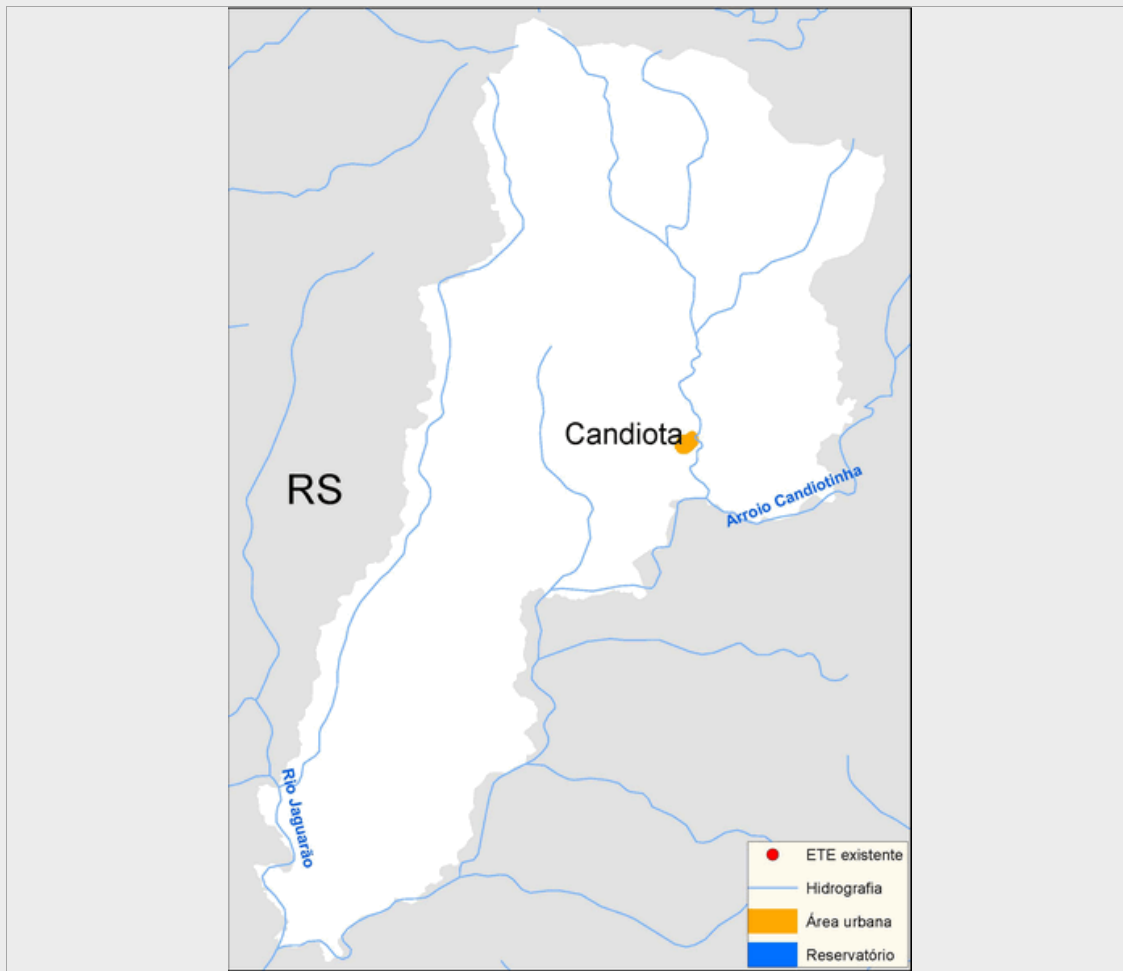 Candiota
RS
Arroio Candiotinha
Rio Jaguarão
ETE existente
Hidrografia
Área urbana
Reservatório